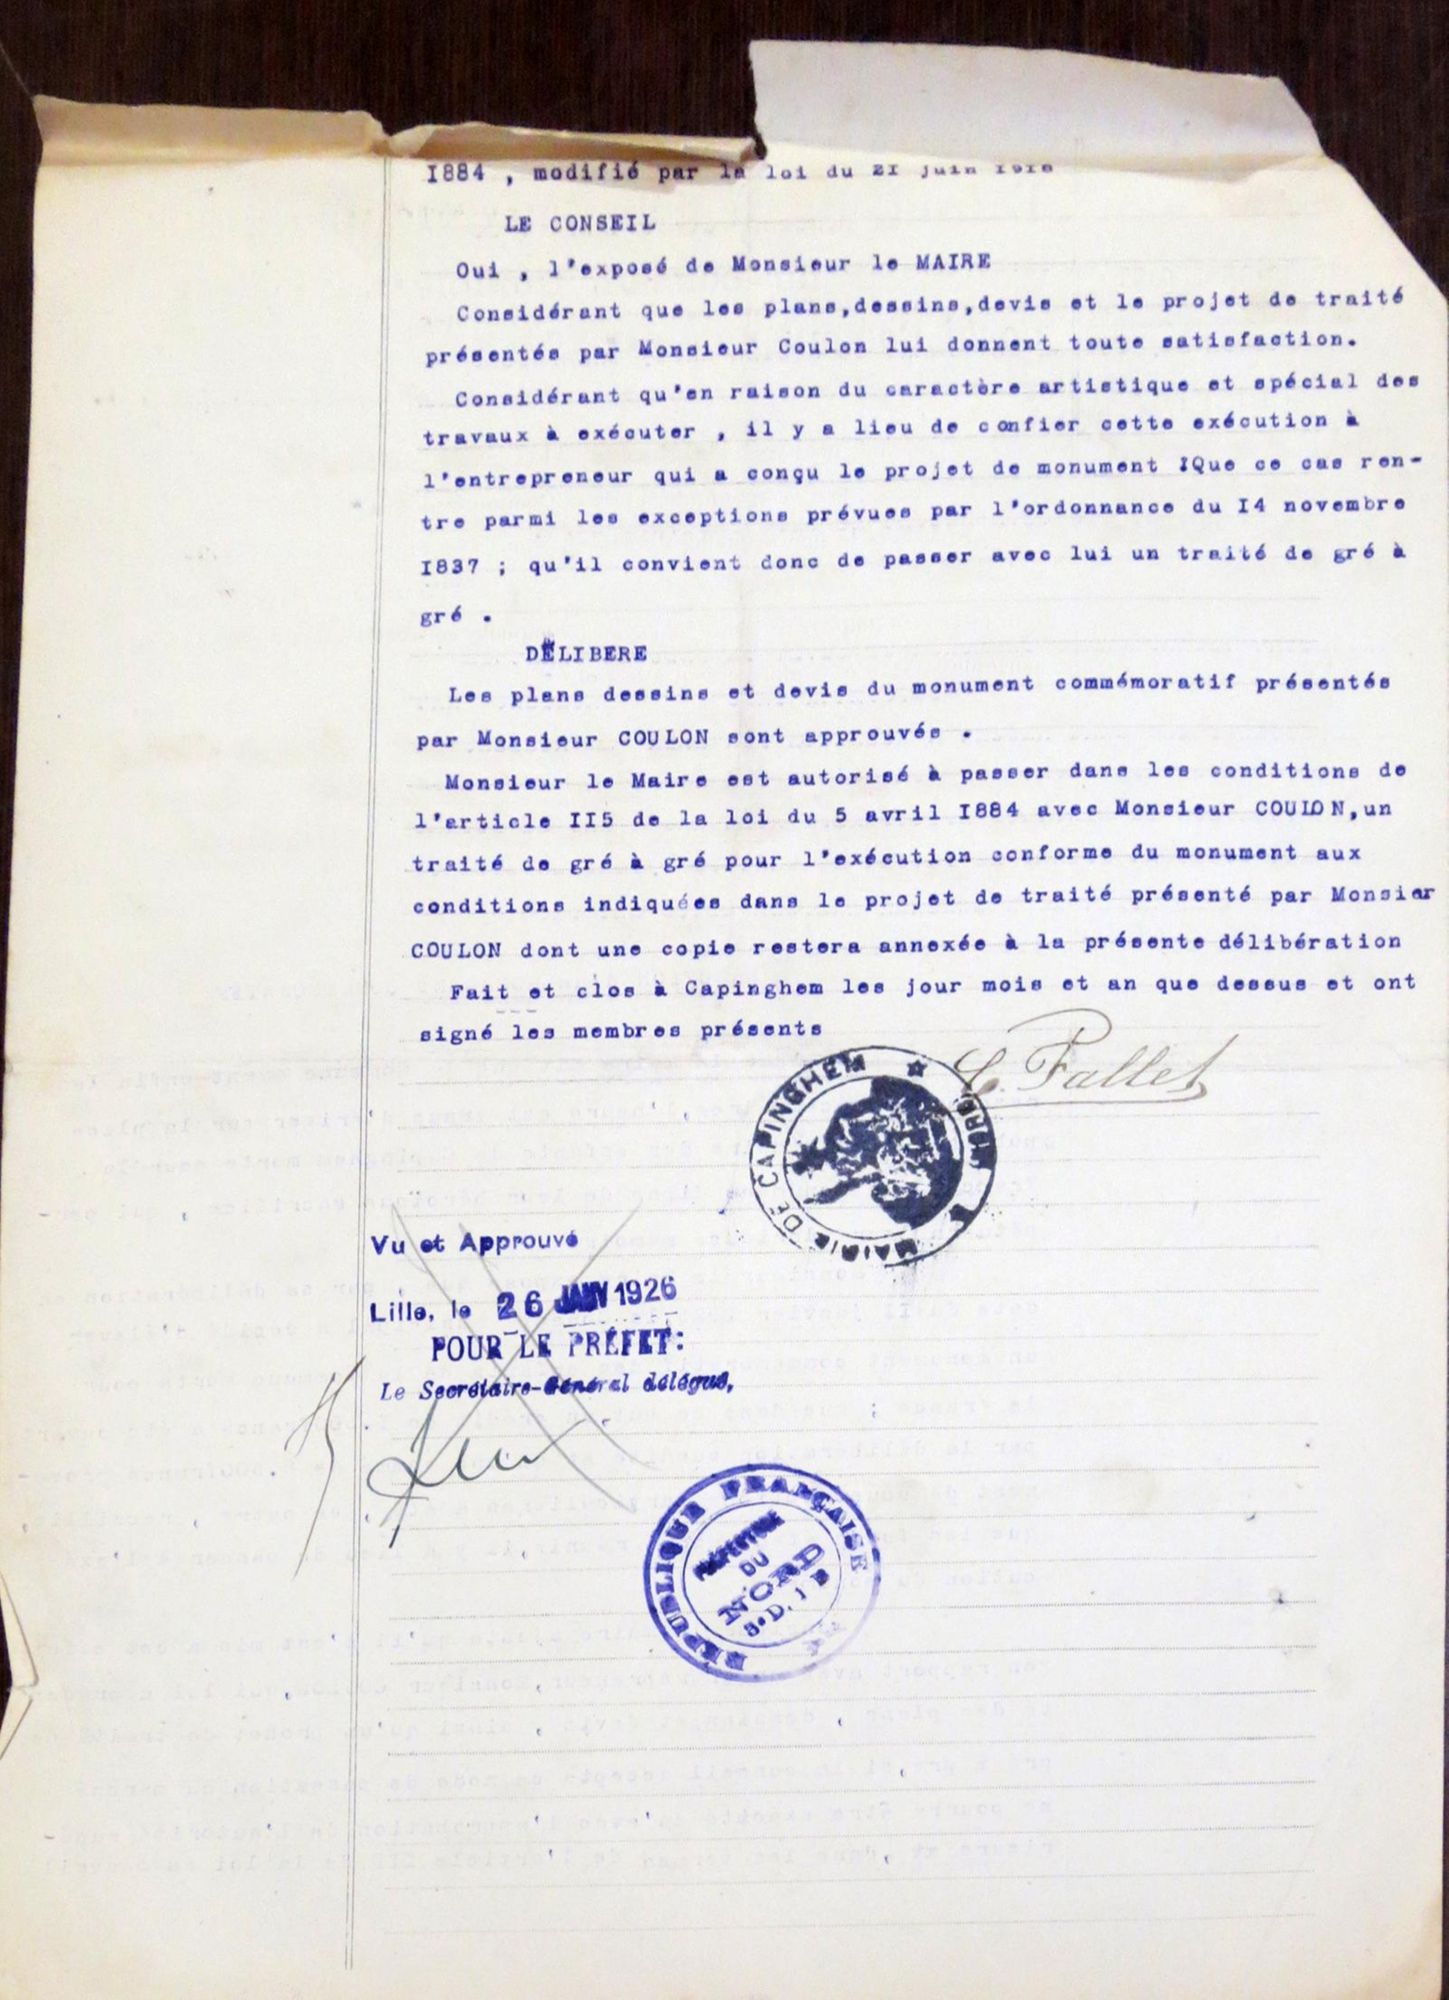 I884 , modifié par la loi du 2I juin
LE CONSEIL
Oui , l'exposé de Monsieur le MAIRE
Considérant que les plans,dessins,devis et le projet de traité
présentés par Monsieur Coulon lui donnent toute satisfaction.
Considérant qu'en raison du caractère artistique et spécial des
travaux à exécuter , il y a lieu de confier cette exécution à
l'entrepreneur qui a conçu le projet de monument Que ce cas ren-
tre parmi les exceptions prévues par l'ordonnance du I4 novembre
I837 ; qu'il convient donc de passer avec lui un traité de gré à
gré .
DELIBERE
Les plans dessins et devis du monument commémoratif présentés
par Monsieur COULON sont approuvés .
Monsieur le Maire est autorisé à passer dans les conditions de
l'article II5 de la loi du 5 avril I884 avec Monsieur COULON,un
traité de gré à gré pour l'exécution conforme du monument aux
conditions indiquées dans le projet de traité présenté par Monsier
COULON dont une copie restera annexée à la présente délibération
Fait et clos à Capinghem les jour mois et an que dessus et ont
signé les membres présents
C. Fallet
MAIRIE DE CAPINGHEM
Vu et Approuvé
Lille, le 26 JANV 1926
POUR LE PRÉFET:
Le Secrétaire-Général délégué,
RÉPUBLIQUE FRANÇAISE
PRÉFECTURE
DU
NORD